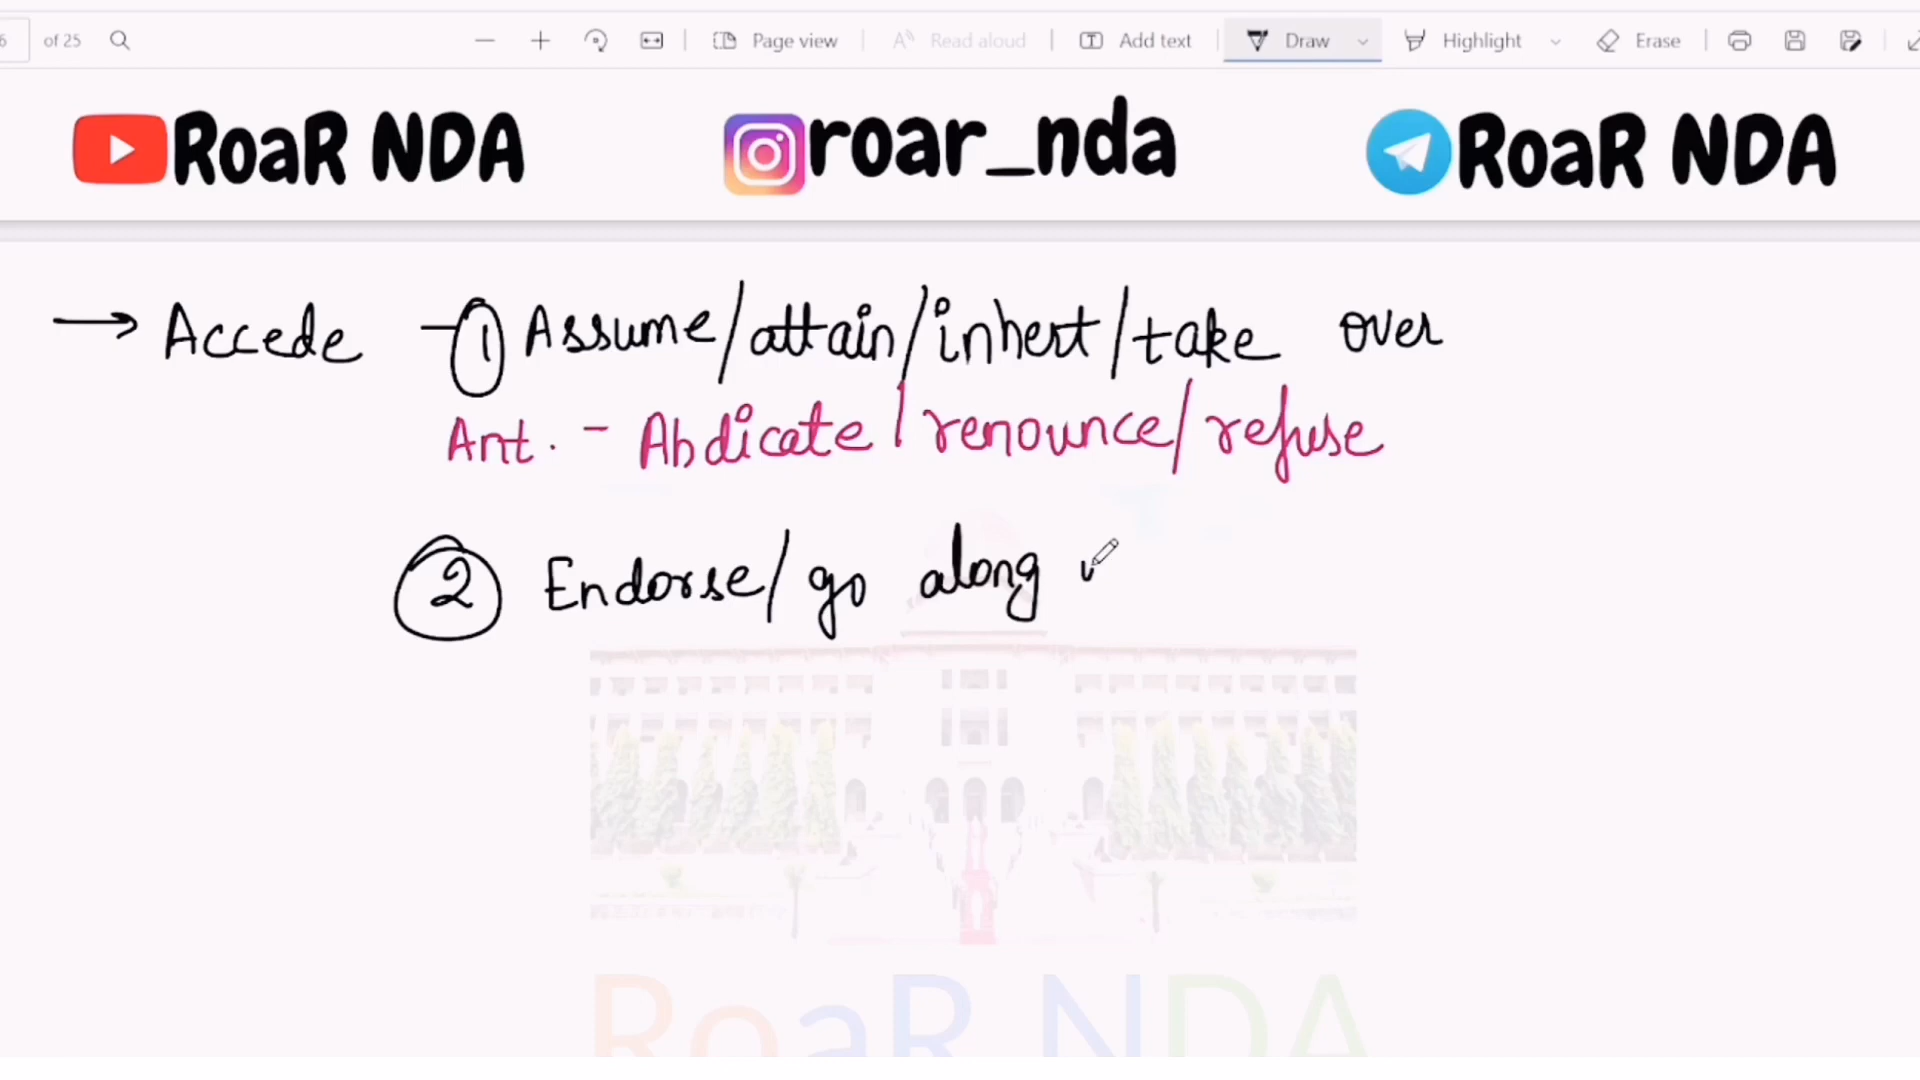 6 of 25 Page view Read aloud Add text Draw Highlight Erase
RoaR NDA roar_nda RoaR NDA
→ Accede - ① Assume/attain/inherit/take over
Ant. - Abdicate/renounce/refuse
② Endorse/go along
RoaR NDA